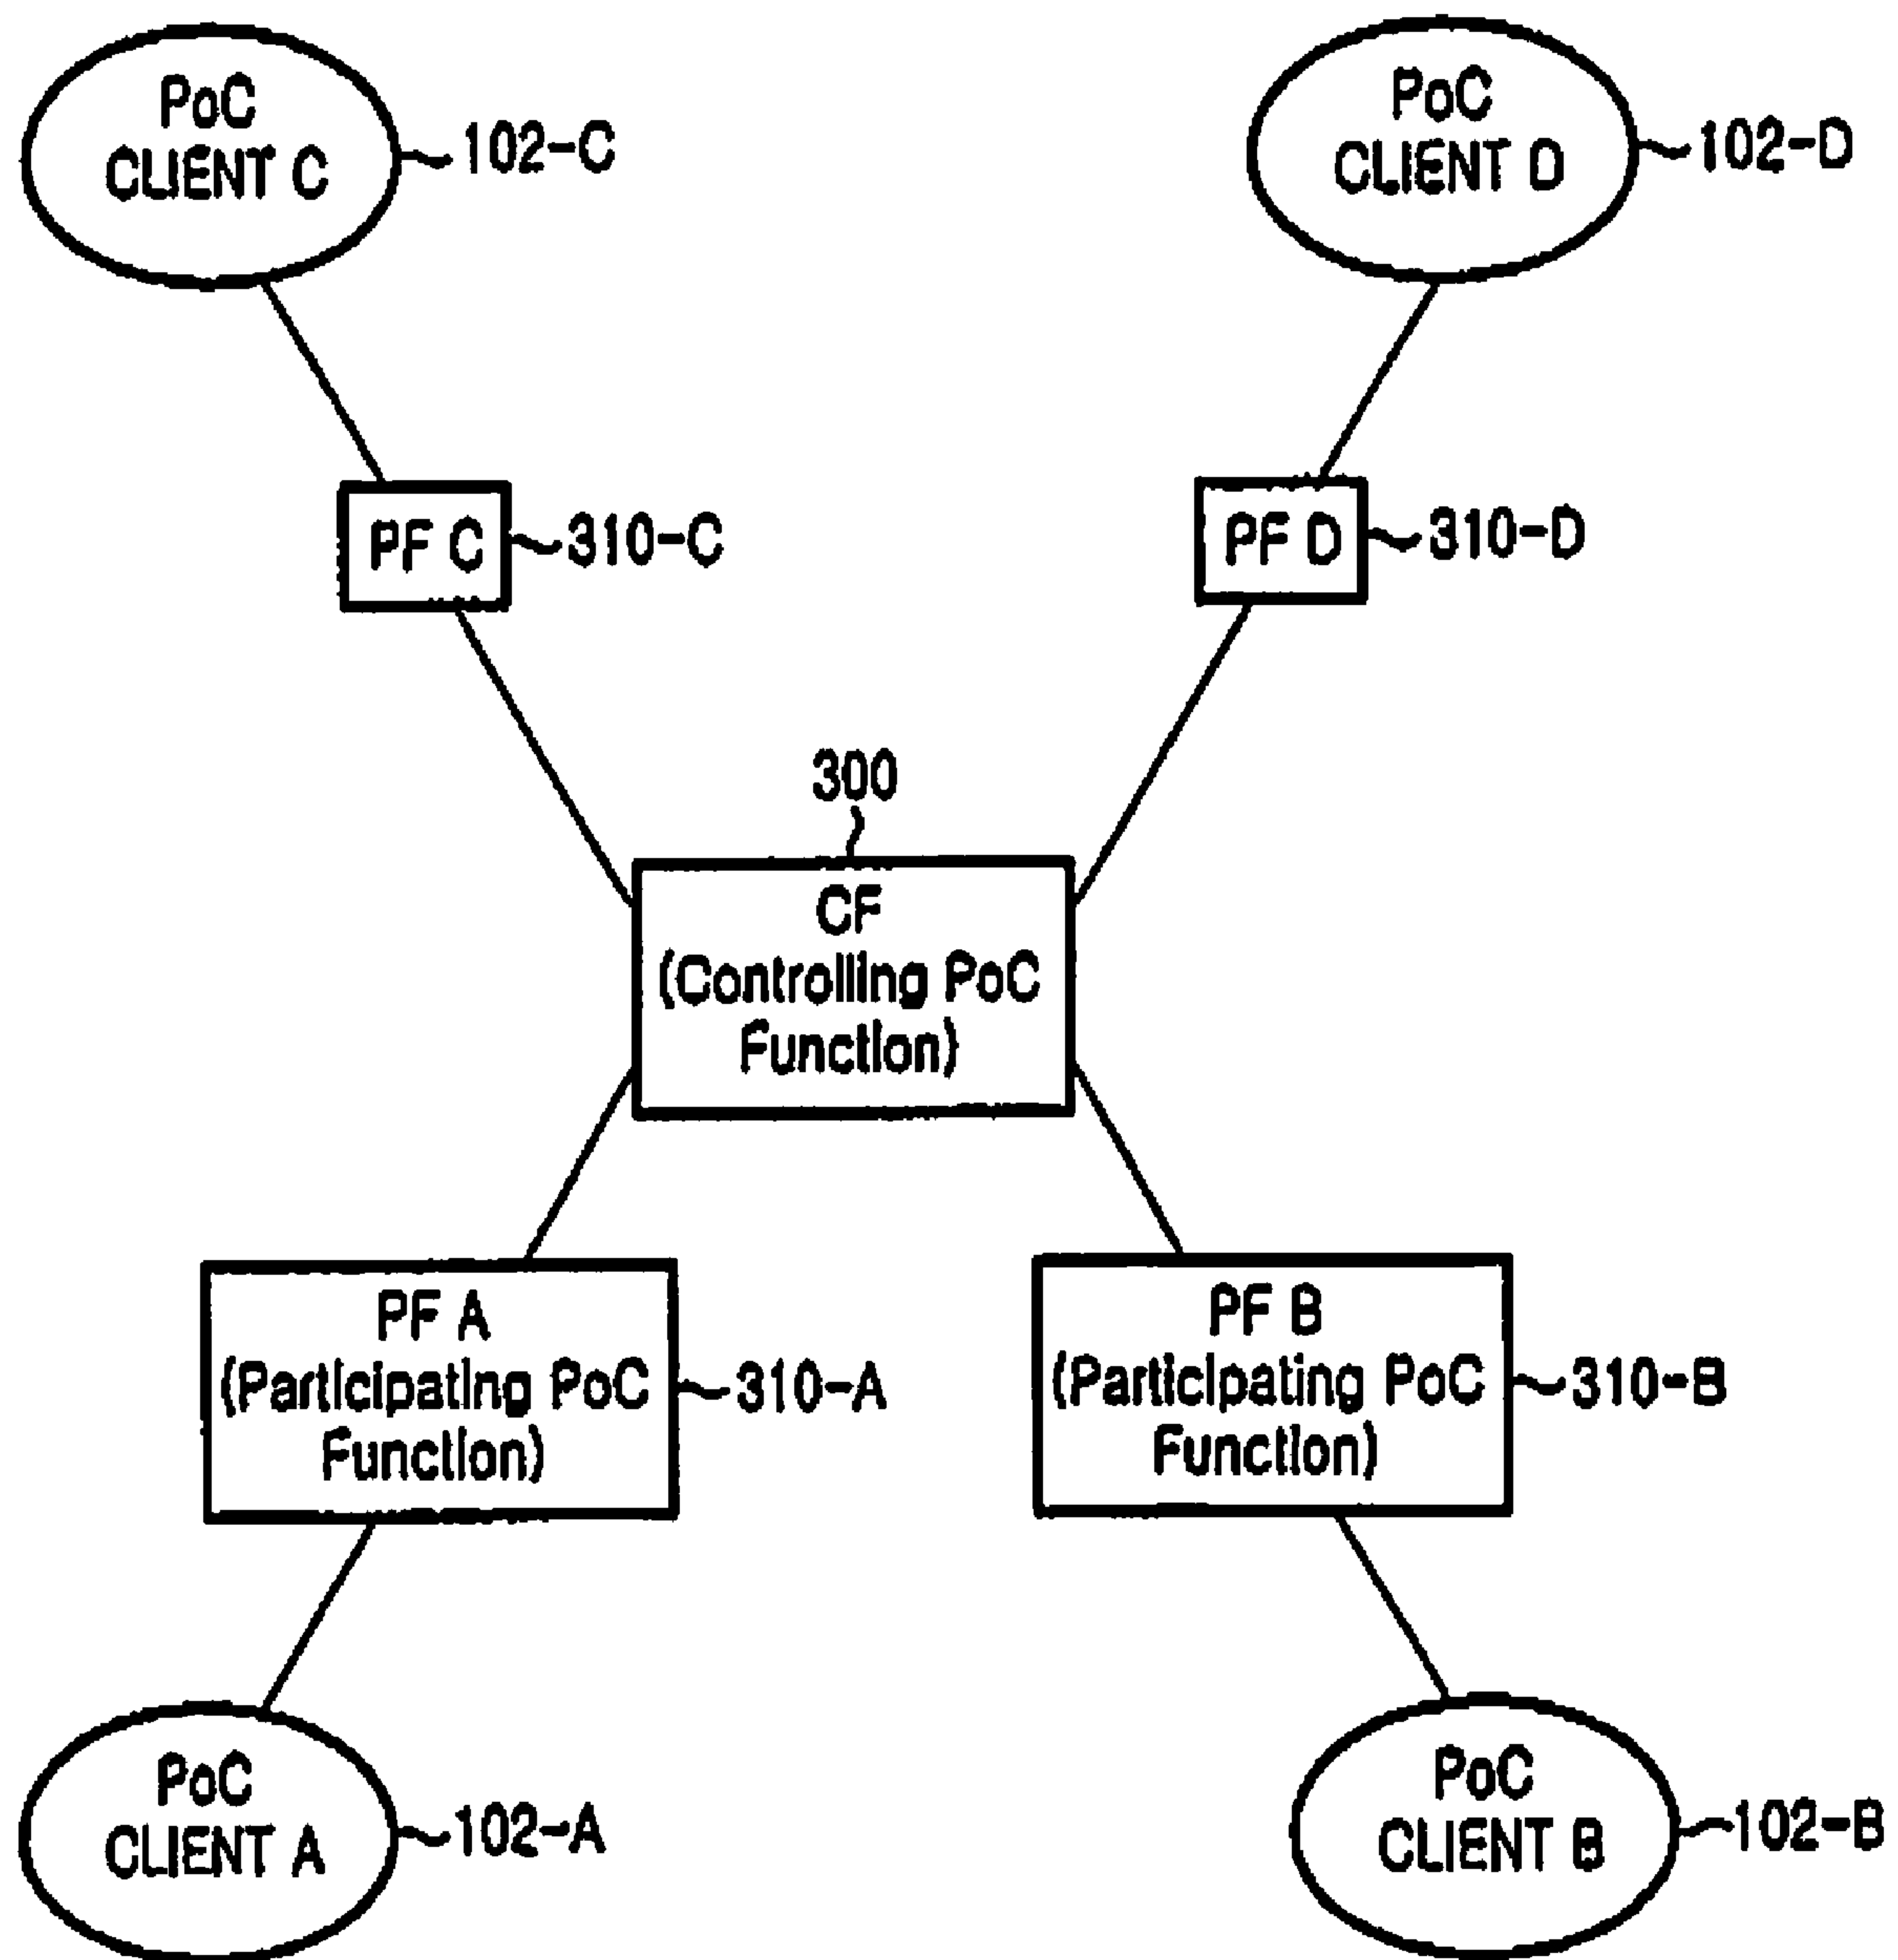 PoC
CLIENT C
102-C
PoC
CLIENT D
102-D
PF C
310-C
PF D
310-D
300
CF
(Controlling PoC
Function)
PF A
(Participating PoC
Function)
310-A
PF B
(Participating PoC
Function)
310-B
PoC
CLIENT A
102-A
PoC
CLIENT B
102-B